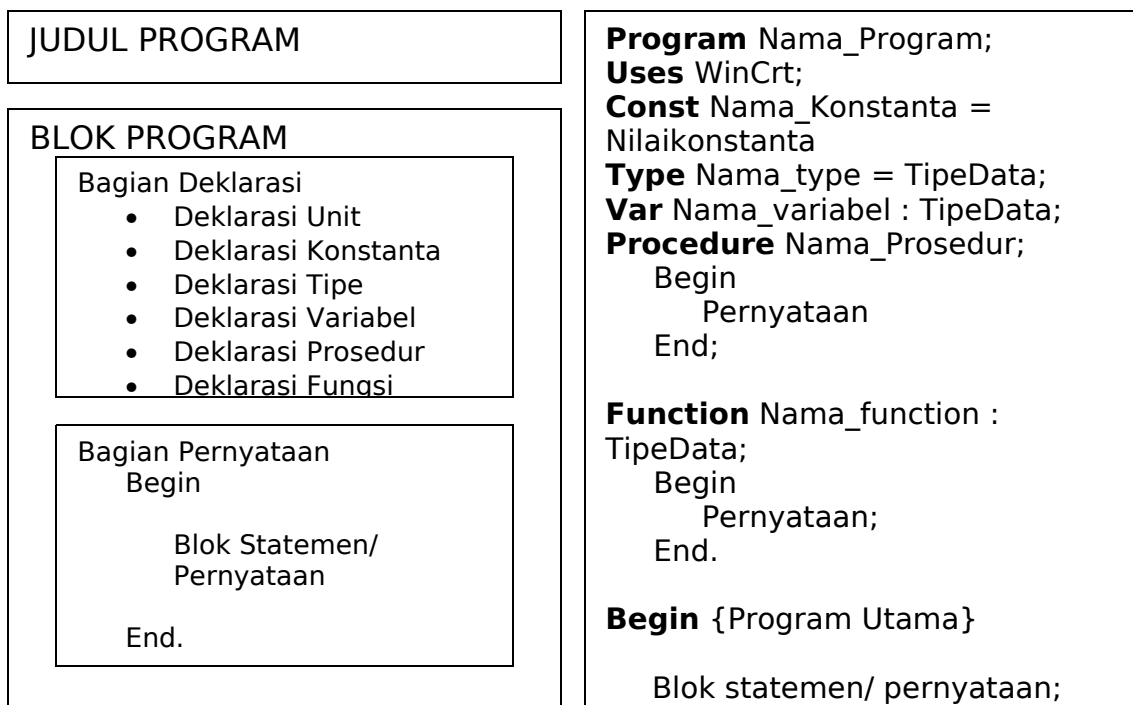 JUDUL PROGRAM
BLOK PROGRAM
Bagian Deklarasi
• Deklarasi Unit
• Deklarasi Konstanta
• Deklarasi Tipe
• Deklarasi Variabel
• Deklarasi Prosedur
• Deklarasi Fungsi
Bagian Pernyataan
Begin
Blok Statemen/
Pernyataan
End.
Program Nama_Program;
Uses WinCrt;
Const Nama_Konstanta =
Nilaikonstanta
Type Nama_type = TipeData;
Var Nama_variabel : TipeData;
Procedure Nama_Prosedur;
Begin
Pernyataan
End;
Function Nama_function :
TipeData;
Begin
Pernyataan;
End.
Begin {Program Utama}
Blok statemen/ pernyataan;